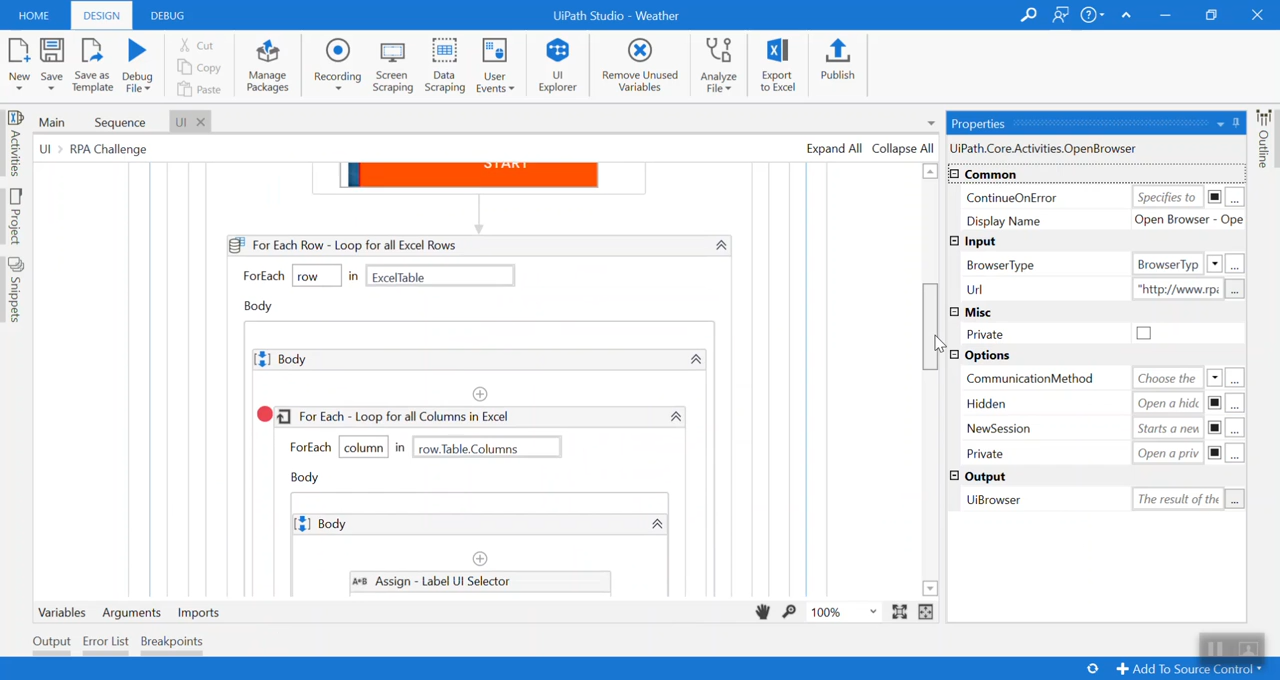 HOME DESIGN DEBUG UiPath Studio - Weather
New Save Save as Template Debug File Cut Copy Paste Manage Packages Recording Screen Scraping Data Scraping User Events UI Explorer Remove Unused Variables Analyze File Export to Excel Publish
Activities
Project
Snippets
Main Sequence UI
UI > RPA Challenge Expand All Collapse All
START
For Each Row - Loop for all Excel Rows
ForEach row in ExcelTable
Body
Body
For Each - Loop for all Columns in Excel
ForEach column in row.Table.Columns
Body
Body
A*B Assign - Label UI Selector
Properties
UiPath.Core.Activities.OpenBrowser
Common
ContinueOnError Specifies to ...
Display Name Open Browser - Ope
Input
BrowserType BrowserTyp ...
Url "http://www.rpa ...
Misc
Private
Options
CommunicationMethod Choose the ...
Hidden Open a hidd ...
NewSession Starts a new ...
Private Open a priv ...
Output
UiBrowser The result of the ...
Outline
Variables Arguments Imports 100%
Output Error List Breakpoints
Add To Source Control